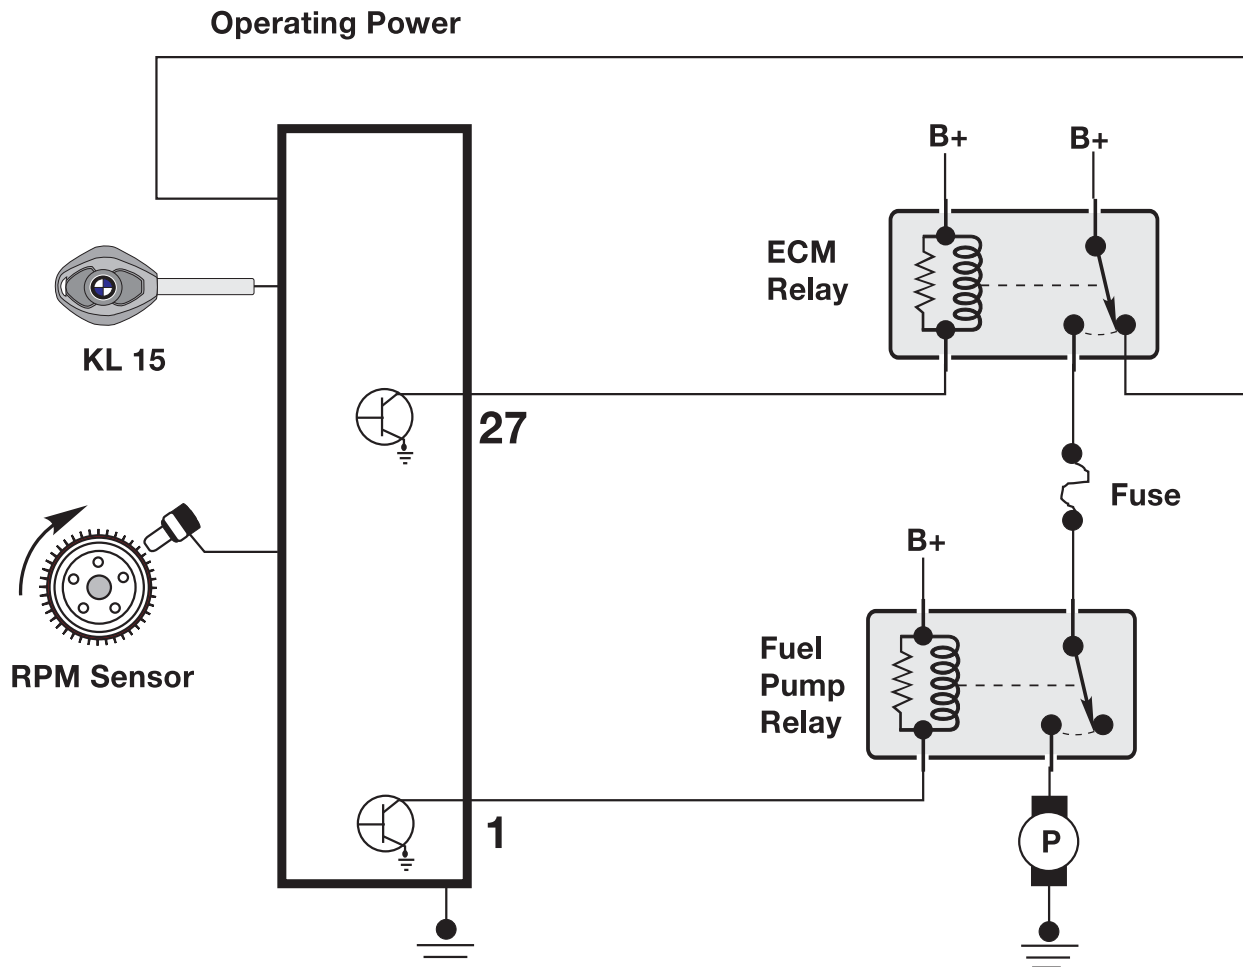 Operating Power
B+
B+
ECM
Relay
KL 15
27
Fuse
B+
RPM Sensor
Fuel
Pump
Relay
1
P